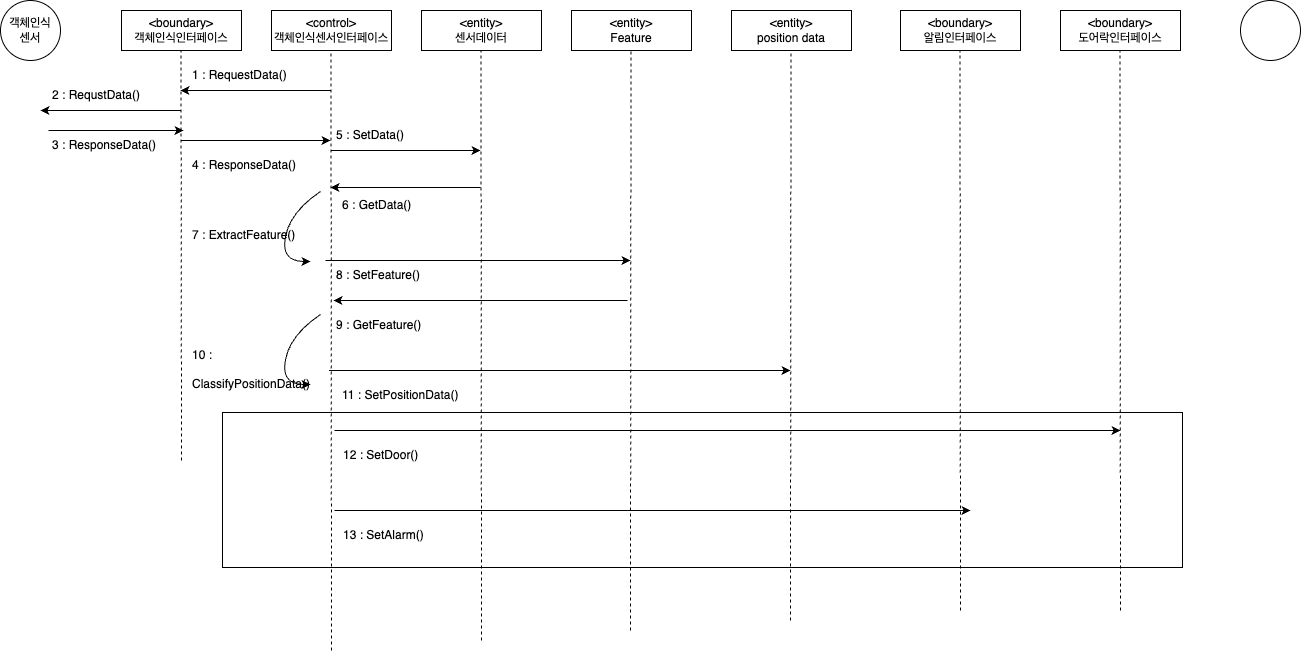 객체인식
센서
<boundary>
객체인식인터페이스
<control>
객체인식센서인터페이스
<entity>
센서데이터
<entity>
Feature
<entity>
position data
<boundary>
알림인터페이스
<boundary>
도어락인터페이스
1 : RequestData()
2 : RequstData()
3 : ResponseData()
4 : ResponseData()
5 : SetData()
6 : GetData()
7 : ExtractFeature()
8 : SetFeature()
9 : GetFeature()
10 :
ClassifyPositionData()
11 : SetPositionData()
12 : SetDoor()
13 : SetAlarm()